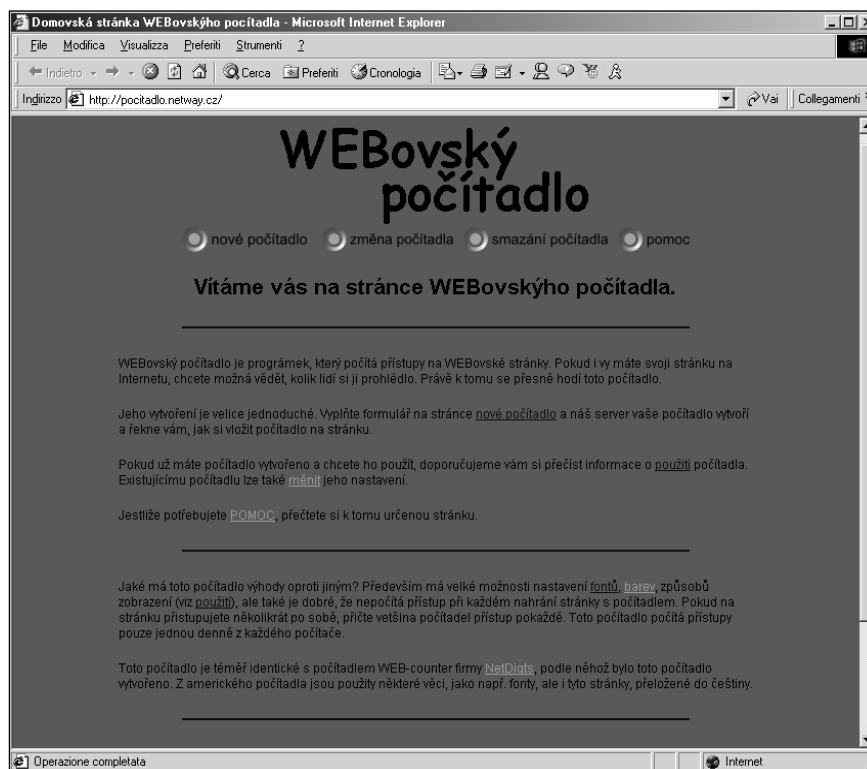 Domovská stránka WEBovskýho pocítadla - Microsoft Internet Explorer
File Modifica Visualizza Preferiti Strumenti ?
Indietro Cerca Preferiti Cronologia
Indirizzo http://pocitadlo.netway.cz/ Vai Collegamenti
WEBovský
počítadlo
nové počítadlo změna počítadla smazání počítadla pomoc
Vítáme vás na stránce WEBovskýho počítadla.
WEBovský počítadlo je prográmek, který počítá přístupy na WEBovské stránky. Pokud i vy máte svoji stránku na
Internetu, chcete možná vědět, kolik lidí si ji prohlédlo. Právě k tomu se přesně hodí toto počítadlo.
Jeho vytvoření je velice jednoduché. Vyplňte formulář na stránce nové počítadlo a náš server vaše počítadlo vytvoří
a řekne vám, jak si vložit počítadlo na stránku.
Pokud už máte počítadlo vytvořeno a chcete ho použít, doporučujeme vám si přečíst informace o použití počítadla.
Existujícímu počítadlu lze také měnit jeho nastavení.
Jestliže potřebujete POMOC, přečtete si k tomu určenou stránku.
Jaké má toto počítadlo výhody oproti jiným? Především má velké možnosti nastavení fontů, barev, způsobů
zobrazení (viz použití), ale také je dobré, že nepočítá přístup při každém nahrání stránky s počítadlem. Pokud na
stránku přistupujete několikrát po sobě, přičte vetšina počítadel přístup pokaždé. Toto počítadlo počítá přístupy
pouze jednou denně z každého počítače.
Toto počítadlo je téměř identické s počítadlem WEB-counter firmy NetDigts, podle něhož bylo toto počítadlo
vytvořeno. Z amerického počítadla jsou použity některé věci, jako např. fonty, ale i tyto stránky, přeložené do češtiny.
Operazione completata Internet